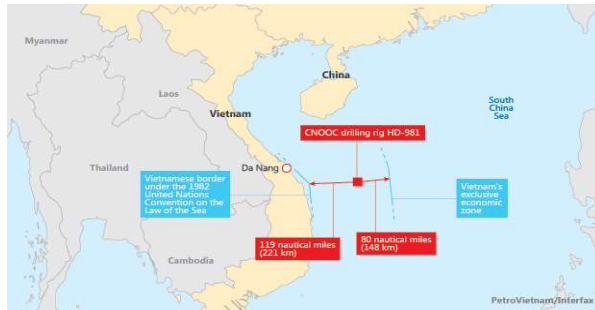 Myanmar
China
Laos
South
China
Sea
Vietnam
CNOOC drilling rig HD-981
Thailand
Da Nang
Vietnamese border
under the 1982
United Nations
Convention on the
Law of the Sea
Vietnam's
exclusive
economic
zone
119 nautical miles
(221 km)
80 nautical miles
(148 km)
Cambodia
PetroVietnam/Interfax